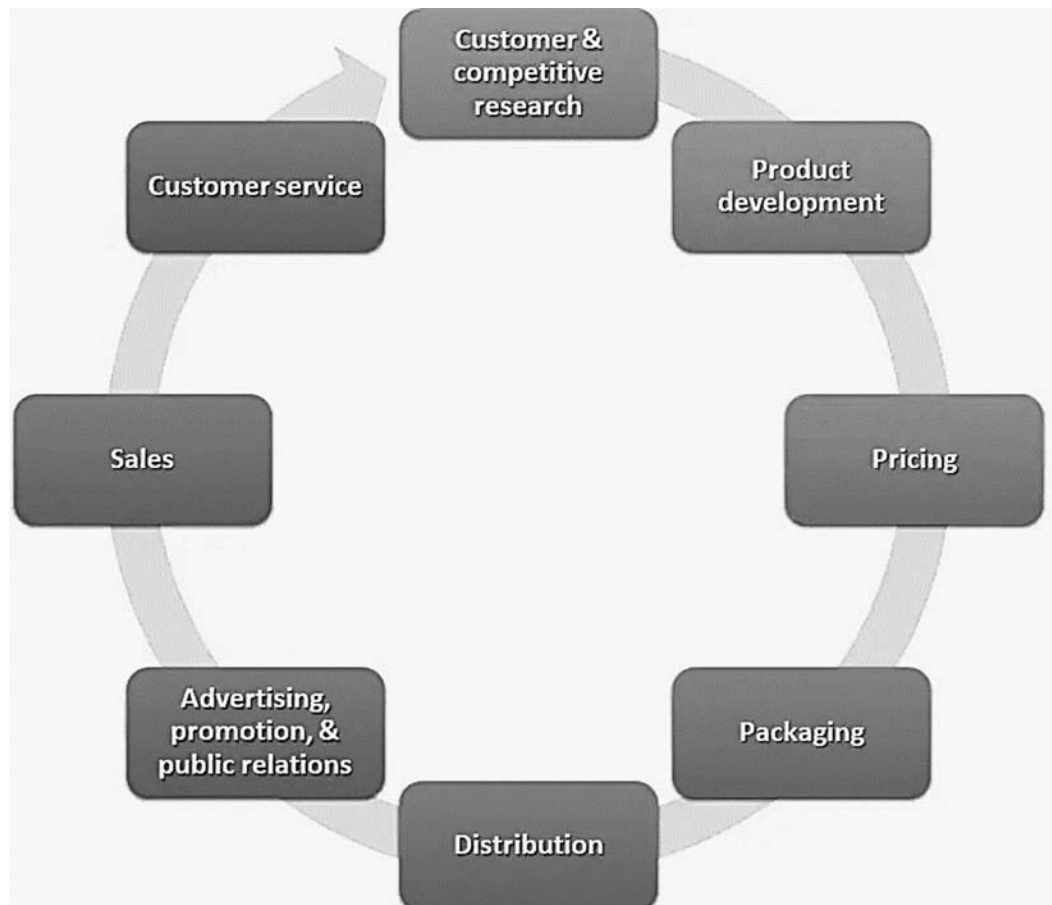 Customer &
competitive
research
Product
development
Pricing
Packaging
Distribution
Advertising,
promotion, &
public relations
Sales
Customer service